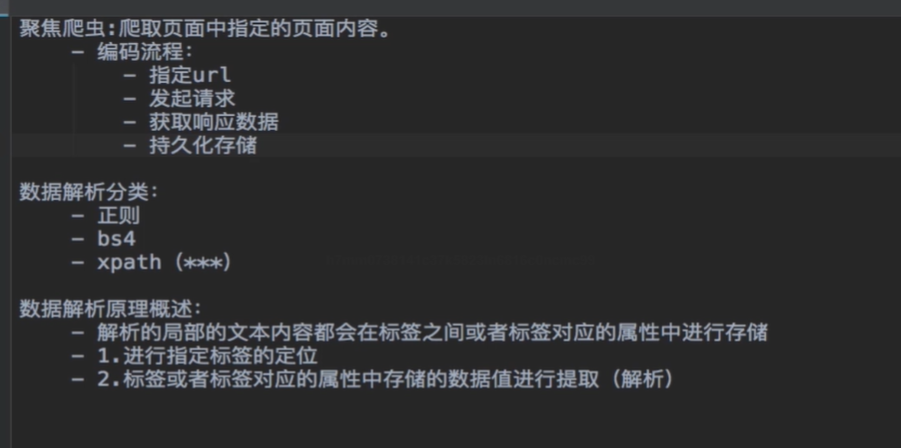 聚焦爬虫:爬取页面中指定的页面内容。
- 编码流程：
- 指定url
- 发起请求
- 获取响应数据
- 持久化存储
数据解析分类：
- 正则
- bs4
- xpath（***）
数据解析原理概述：
- 解析的局部的文本内容都会在标签之间或者标签对应的属性中进行存储
- 1.进行指定标签的定位
- 2.标签或者标签对应的属性中存储的数据值进行提取（解析）